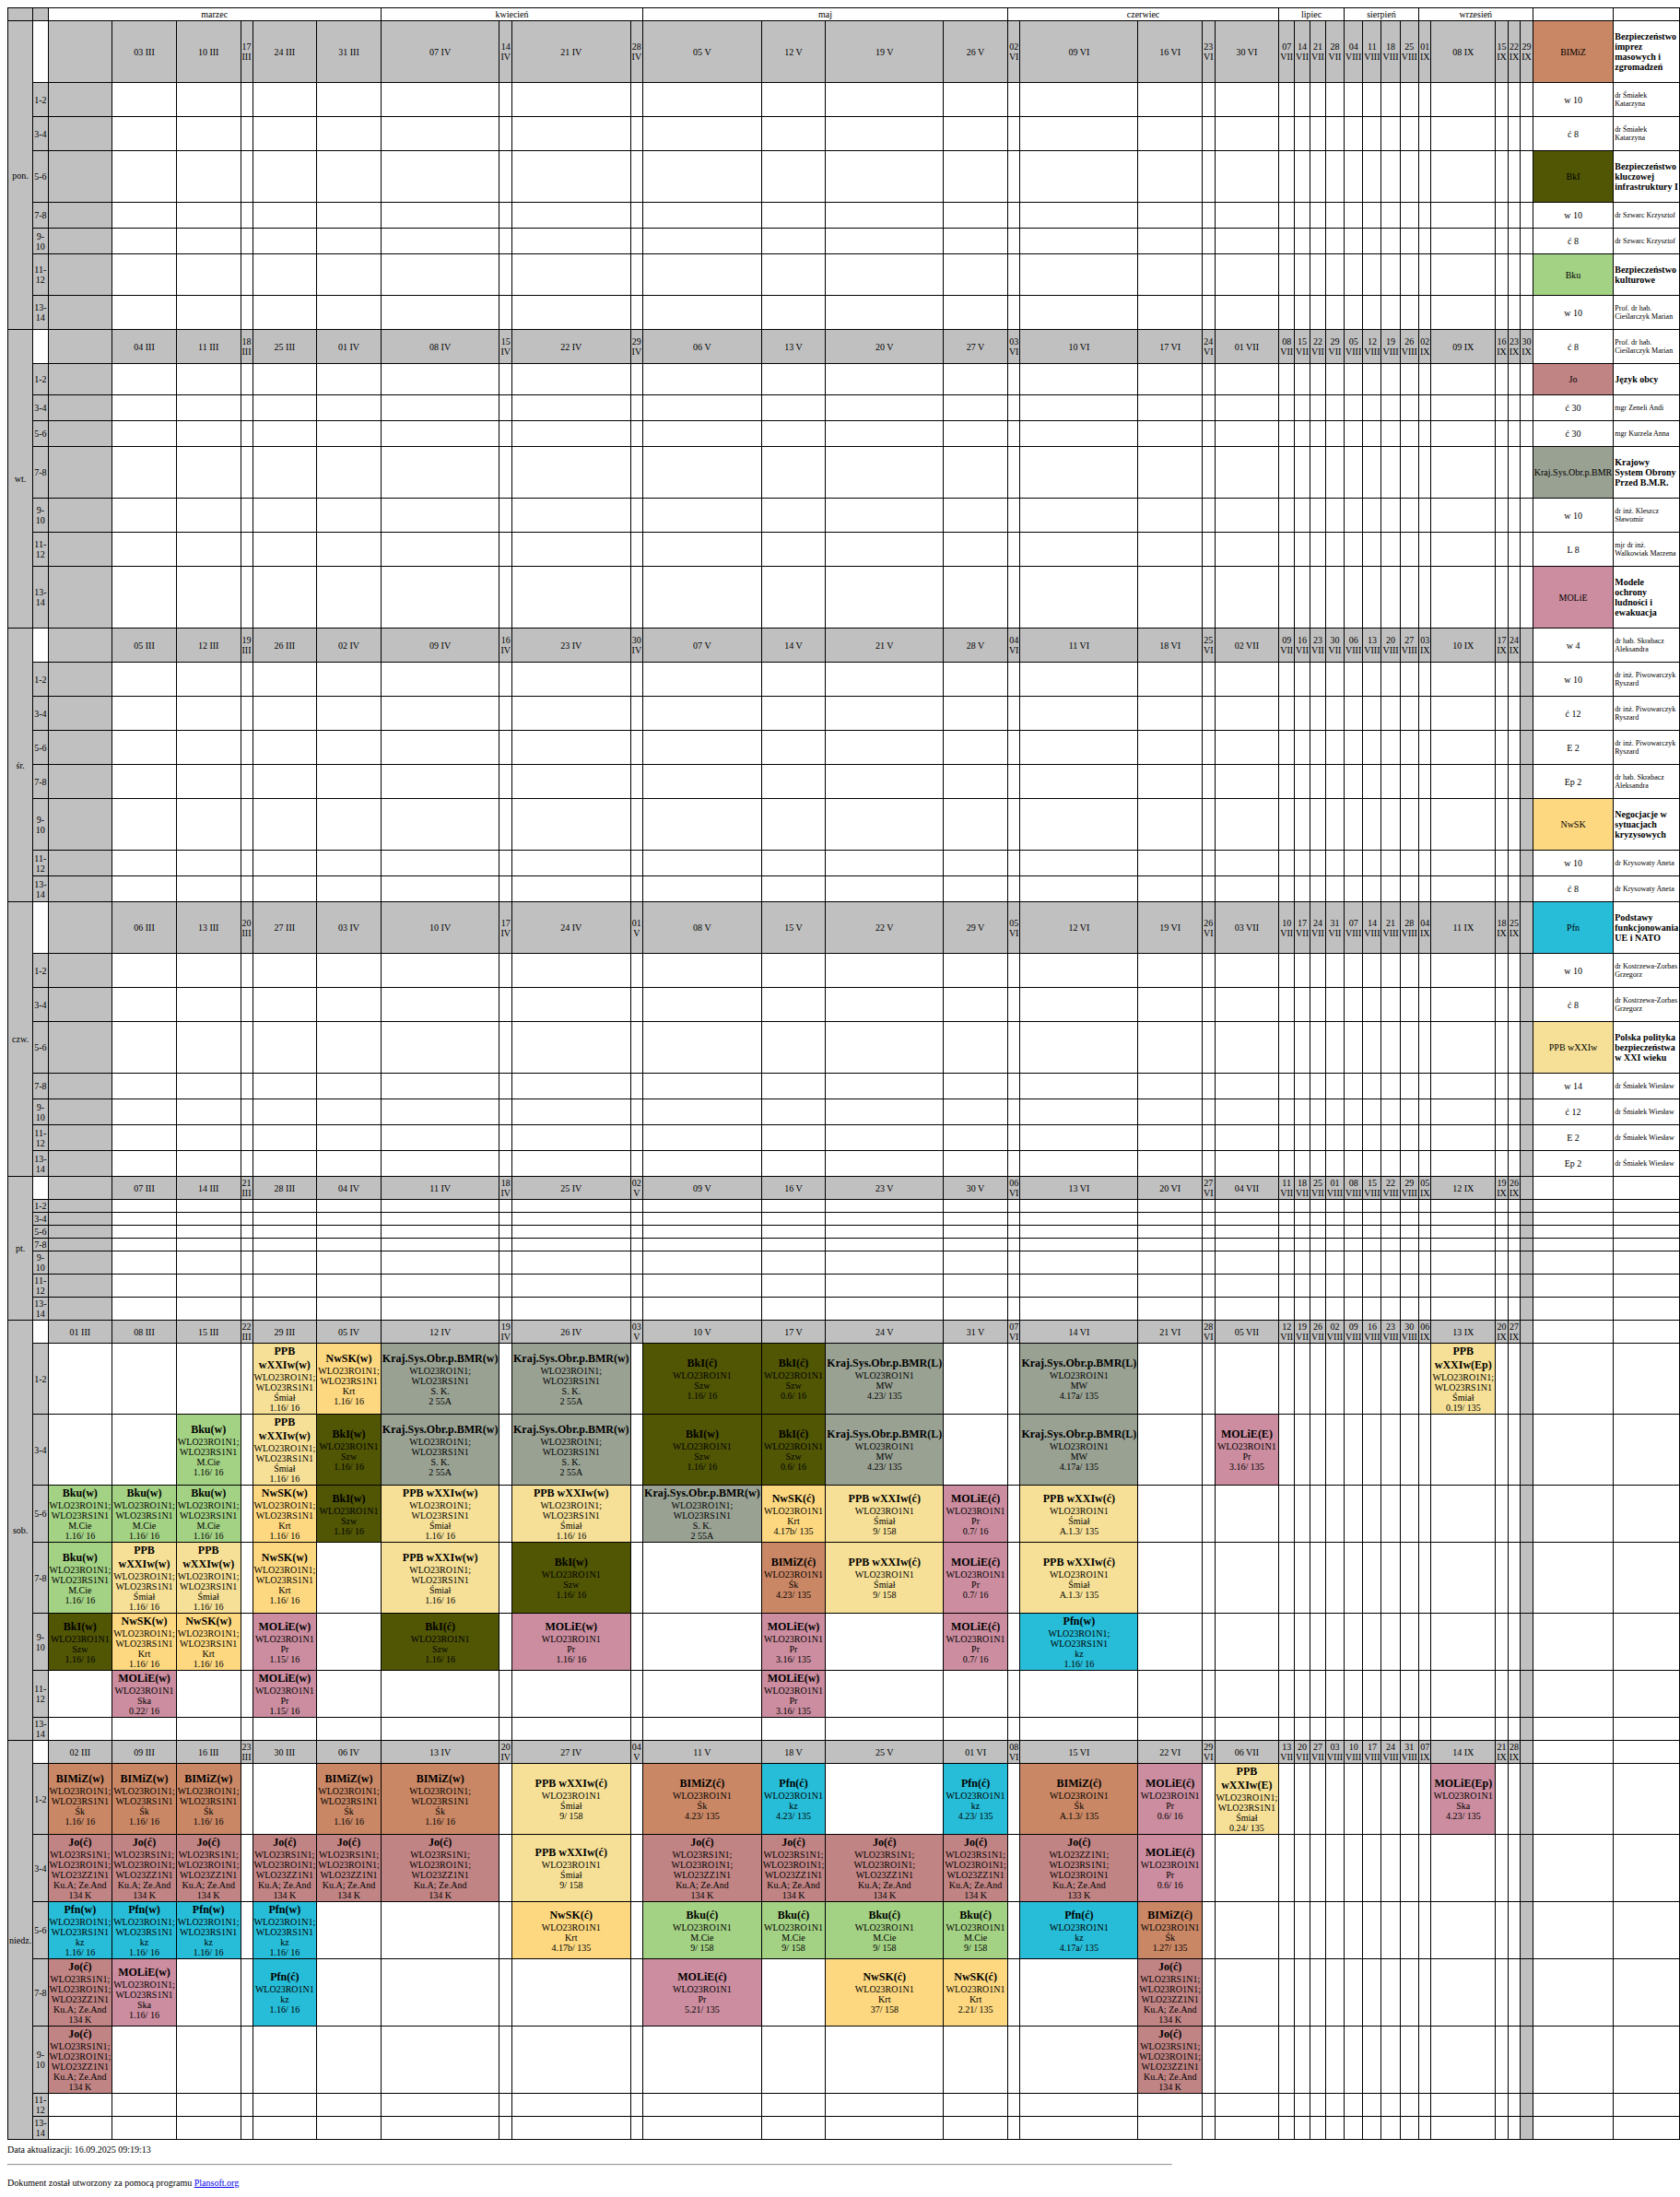 marzec kwiecień maj czerwiec lipiec sierpień wrzesień
pon. 03 III 10 III 17 III 24 III 31 III 07 IV 14 IV 21 IV 28 IV 05 V 12 V 19 V 26 V 02 VI 09 VI 16 VI 23 VI 30 VI 07 VII 14 VII 21 VII 28 VII 04 VIII 11 VIII 18 VIII 25 VIII 01 IX 08 IX 15 IX 22 IX 29 IX BIMiZ Bezpieczeństwo imprez masowych i zgromadzeń
1-2 w 10 dr Śmiałek Katarzyna
3-4 ć 8 dr Śmiałek Katarzyna
5-6 BkI Bezpieczeństwo kluczowej infrastruktury I
7-8 w 10 dr Szwarc Krzysztof
9-10 ć 8 dr Szwarc Krzysztof
11-12 Bku Bezpieczeństwo kulturowe
13-14 w 10 Prof. dr hab. Cieślarczyk Marian
wt. 04 III 11 III 18 III 25 III 01 IV 08 IV 15 IV 22 IV 29 IV 06 V 13 V 20 V 27 V 03 VI 10 VI 17 VI 24 VI 01 VII 08 VII 15 VII 22 VII 29 VII 05 VIII 12 VIII 19 VIII 26 VIII 02 IX 09 IX 16 IX 23 IX 30 IX ć 8 Prof. dr hab. Cieślarczyk Marian
1-2 Jo Język obcy
3-4 ć 30 mgr Zeneli Andi
5-6 ć 30 mgr Kurzela Anna
7-8 Kraj.Sys.Obr.p.BMR Krajowy System Obrony Przed B.M.R.
9-10 w 10 dr inż. Kleszcz Sławomir
11-12 L 8 mjr dr inż. Walkowiak Marzena
13-14 MOLiE Modele ochrony ludności i ewakuacja
śr. 05 III 12 III 19 III 26 III 02 IV 09 IV 16 IV 23 IV 30 IV 07 V 14 V 21 V 28 V 04 VI 11 VI 18 VI 25 VI 02 VII 09 VII 16 VII 23 VII 30 VII 06 VIII 13 VIII 20 VIII 27 VIII 03 IX 10 IX 17 IX 24 IX w 4 dr hab. Skrabacz Aleksandra
1-2 w 10 dr inż. Piwowarczyk Ryszard
3-4 ć 12 dr inż. Piwowarczyk Ryszard
5-6 E 2 dr inż. Piwowarczyk Ryszard
7-8 Ep 2 dr hab. Skrabacz Aleksandra
9-10 NwSK Negocjacje w sytuacjach kryzysowych
11-12 w 10 dr Krysowaty Aneta
13-14 ć 8 dr Krysowaty Aneta
czw. 06 III 13 III 20 III 27 III 03 IV 10 IV 17 IV 24 IV 01 V 08 V 15 V 22 V 29 V 05 VI 12 VI 19 VI 26 VI 03 VII 10 VII 17 VII 24 VII 31 VII 07 VIII 14 VIII 21 VIII 28 VIII 04 IX 11 IX 18 IX 25 IX Pfn Podstawy funkcjonowania UE i NATO
1-2 w 10 dr Kostrzewa-Zorbas Grzegorz
3-4 ć 8 dr Kostrzewa-Zorbas Grzegorz
5-6 PPB wXXIw Polska polityka bezpieczeństwa w XXI wieku
7-8 w 14 dr Śmiałek Wiesław
9-10 ć 12 dr Śmiałek Wiesław
11-12 E 2 dr Śmiałek Wiesław
13-14 Ep 2 dr Śmiałek Wiesław
pt. 07 III 14 III 21 III 28 III 04 IV 11 IV 18 IV 25 IV 02 V 09 V 16 V 23 V 30 V 06 VI 13 VI 20 VI 27 VI 04 VII 11 VII 18 VII 25 VII 01 VIII 08 VIII 15 VIII 22 VIII 29 VIII 05 IX 12 IX 19 IX 26 IX
1-2
3-4
5-6
7-8
9-10
11-12
13-14
sob. 01 III 08 III 15 III 22 III 29 III 05 IV 12 IV 19 IV 26 IV 03 V 10 V 17 V 24 V 31 V 07 VI 14 VI 21 VI 28 VI 05 VII 12 VII 19 VII 26 VII 02 VIII 09 VIII 16 VIII 23 VIII 30 VIII 06 IX 13 IX 20 IX 27 IX
1-2 PPB wXXIw(w) WLO23RO1N1; WLO23RS1N1 Śmiał 1.16/ 16 NwSK(w) WLO23RO1N1; WLO23RS1N1 Krt 1.16/ 16 Kraj.Sys.Obr.p.BMR(w) WLO23RO1N1; WLO23RS1N1 S. K. 2 55A Kraj.Sys.Obr.p.BMR(w) WLO23RO1N1; WLO23RS1N1 S. K. 2 55A BkI(ć) WLO23RO1N1 Szw 1.16/ 16 BkI(ć) WLO23RO1N1 Szw 0.6/ 16 Kraj.Sys.Obr.p.BMR(L) WLO23RO1N1 MW 4.23/ 135 Kraj.Sys.Obr.p.BMR(L) WLO23RO1N1 MW 4.17a/ 135 PPB wXXIw(Ep) WLO23RO1N1; WLO23RS1N1 Śmiał 0.19/ 135
3-4 Bku(w) WLO23RO1N1; WLO23RS1N1 M.Cie 1.16/ 16 PPB wXXIw(w) WLO23RO1N1; WLO23RS1N1 Śmiał 1.16/ 16 BkI(w) WLO23RO1N1 Szw 1.16/ 16 Kraj.Sys.Obr.p.BMR(w) WLO23RO1N1; WLO23RS1N1 S. K. 2 55A Kraj.Sys.Obr.p.BMR(w) WLO23RO1N1; WLO23RS1N1 S. K. 2 55A BkI(w) WLO23RO1N1 Szw 1.16/ 16 BkI(ć) WLO23RO1N1 Szw 0.6/ 16 Kraj.Sys.Obr.p.BMR(L) WLO23RO1N1 MW 4.23/ 135 Kraj.Sys.Obr.p.BMR(L) WLO23RO1N1 MW 4.17a/ 135 MOLiE(E) WLO23RO1N1 Pr 3.16/ 135
5-6 Bku(w) WLO23RO1N1; WLO23RS1N1 M.Cie 1.16/ 16 Bku(w) WLO23RO1N1; WLO23RS1N1 M.Cie 1.16/ 16 Bku(w) WLO23RO1N1; WLO23RS1N1 M.Cie 1.16/ 16 NwSK(w) WLO23RO1N1; WLO23RS1N1 Krt 1.16/ 16 BkI(w) WLO23RO1N1 Szw 1.16/ 16 PPB wXXIw(w) WLO23RO1N1; WLO23RS1N1 Śmiał 1.16/ 16 PPB wXXIw(w) WLO23RO1N1; WLO23RS1N1 Śmiał 1.16/ 16 Kraj.Sys.Obr.p.BMR(w) WLO23RO1N1; WLO23RS1N1 S. K. 2 55A NwSK(ć) WLO23RO1N1 Krt 4.17b/ 135 PPB wXXIw(ć) WLO23RO1N1 Śmiał 9/ 158 MOLiE(ć) WLO23RO1N1 Pr 0.7/ 16 PPB wXXIw(ć) WLO23RO1N1 Śmiał A.1.3/ 135
7-8 Bku(w) WLO23RO1N1; WLO23RS1N1 M.Cie 1.16/ 16 PPB wXXIw(w) WLO23RO1N1; WLO23RS1N1 Śmiał 1.16/ 16 PPB wXXIw(w) WLO23RO1N1; WLO23RS1N1 Śmiał 1.16/ 16 NwSK(w) WLO23RO1N1; WLO23RS1N1 Krt 1.16/ 16 PPB wXXIw(w) WLO23RO1N1; WLO23RS1N1 Śmiał 1.16/ 16 BkI(w) WLO23RO1N1 Szw 1.16/ 16 BIMiZ(ć) WLO23RO1N1 Śk 4.23/ 135 PPB wXXIw(ć) WLO23RO1N1 Śmiał 9/ 158 MOLiE(ć) WLO23RO1N1 Pr 0.7/ 16 PPB wXXIw(ć) WLO23RO1N1 Śmiał A.1.3/ 135
9-10 BkI(w) WLO23RO1N1 Szw 1.16/ 16 NwSK(w) WLO23RO1N1; WLO23RS1N1 Krt 1.16/ 16 NwSK(w) WLO23RO1N1; WLO23RS1N1 Krt 1.16/ 16 MOLiE(w) WLO23RO1N1 Pr 1.15/ 16 BkI(ć) WLO23RO1N1 Szw 1.16/ 16 MOLiE(w) WLO23RO1N1 Pr 1.16/ 16 MOLiE(w) WLO23RO1N1 Pr 3.16/ 135 MOLiE(ć) WLO23RO1N1 Pr 0.7/ 16 Pfn(w) WLO23RO1N1; WLO23RS1N1 kz 1.16/ 16
11-12 MOLiE(w) WLO23RO1N1 Ska 0.22/ 16 MOLiE(w) WLO23RO1N1 Pr 1.15/ 16 MOLiE(w) WLO23RO1N1 Pr 3.16/ 135
13-14
niedz. 02 III 09 III 16 III 23 III 30 III 06 IV 13 IV 20 IV 27 IV 04 V 11 V 18 V 25 V 01 VI 08 VI 15 VI 22 VI 29 VI 06 VII 13 VII 20 VII 27 VII 03 VIII 10 VIII 17 VIII 24 VIII 31 VIII 07 IX 14 IX 21 IX 28 IX
1-2 BIMiZ(w) WLO23RO1N1; WLO23RS1N1 Śk 1.16/ 16 BIMiZ(w) WLO23RO1N1; WLO23RS1N1 Śk 1.16/ 16 BIMiZ(w) WLO23RO1N1; WLO23RS1N1 Śk 1.16/ 16 BIMiZ(w) WLO23RO1N1; WLO23RS1N1 Śk 1.16/ 16 BIMiZ(w) WLO23RO1N1; WLO23RS1N1 Śk 1.16/ 16 PPB wXXIw(ć) WLO23RO1N1 Śmiał 9/ 158 BIMiZ(ć) WLO23RO1N1 Śk 4.23/ 135 Pfn(ć) WLO23RO1N1 kz 4.23/ 135 Pfn(ć) WLO23RO1N1 kz 4.23/ 135 BIMiZ(ć) WLO23RO1N1 Śk A.1.3/ 135 MOLiE(ć) WLO23RO1N1 Pr 0.6/ 16 PPB wXXIw(E) WLO23RO1N1; WLO23RS1N1 Śmiał 0.24/ 135 MOLiE(Ep) WLO23RO1N1 Ska 4.23/ 135
3-4 Jo(ć) WLO23RS1N1; WLO23RO1N1; WLO23ZZ1N1 Ku.A; Ze.And 134 K Jo(ć) WLO23RS1N1; WLO23RO1N1; WLO23ZZ1N1 Ku.A; Ze.And 134 K Jo(ć) WLO23RS1N1; WLO23RO1N1; WLO23ZZ1N1 Ku.A; Ze.And 134 K Jo(ć) WLO23RS1N1; WLO23RO1N1; WLO23ZZ1N1 Ku.A; Ze.And 134 K Jo(ć) WLO23RS1N1; WLO23RO1N1; WLO23ZZ1N1 Ku.A; Ze.And 134 K Jo(ć) WLO23RS1N1; WLO23RO1N1; WLO23ZZ1N1 Ku.A; Ze.And 134 K PPB wXXIw(ć) WLO23RO1N1 Śmiał 9/ 158 Jo(ć) WLO23RS1N1; WLO23RO1N1; WLO23ZZ1N1 Ku.A; Ze.And 134 K Jo(ć) WLO23RS1N1; WLO23RO1N1; WLO23ZZ1N1 Ku.A; Ze.And 134 K Jo(ć) WLO23RS1N1; WLO23RO1N1; WLO23ZZ1N1 Ku.A; Ze.And 134 K Jo(ć) WLO23RS1N1; WLO23RO1N1; WLO23ZZ1N1 Ku.A; Ze.And 134 K Jo(ć) WLO23ZZ1N1; WLO23RS1N1; WLO23RO1N1 Ku.A; Ze.And 133 K MOLiE(ć) WLO23RO1N1 Pr 0.6/ 16
5-6 Pfn(w) WLO23RO1N1; WLO23RS1N1 kz 1.16/ 16 Pfn(w) WLO23RO1N1; WLO23RS1N1 kz 1.16/ 16 Pfn(w) WLO23RO1N1; WLO23RS1N1 kz 1.16/ 16 Pfn(w) WLO23RO1N1; WLO23RS1N1 kz 1.16/ 16 NwSK(ć) WLO23RO1N1 Krt 4.17b/ 135 Bku(ć) WLO23RO1N1 M.Cie 9/ 158 Bku(ć) WLO23RO1N1 M.Cie 9/ 158 Bku(ć) WLO23RO1N1 M.Cie 9/ 158 Bku(ć) WLO23RO1N1 M.Cie 9/ 158 Pfn(ć) WLO23RO1N1 kz 4.17a/ 135 BIMiZ(ć) WLO23RO1N1 Śk 1.27/ 135
7-8 Jo(ć) WLO23RS1N1; WLO23RO1N1; WLO23ZZ1N1 Ku.A; Ze.And 134 K MOLiE(w) WLO23RO1N1; WLO23RS1N1 Ska 1.16/ 16 Pfn(ć) WLO23RO1N1 kz 1.16/ 16 MOLiE(ć) WLO23RO1N1 Pr 5.21/ 135 NwSK(ć) WLO23RO1N1 Krt 37/ 158 NwSK(ć) WLO23RO1N1 Krt 2.21/ 135 Jo(ć) WLO23RS1N1; WLO23RO1N1; WLO23ZZ1N1 Ku.A; Ze.And 134 K
9-10 Jo(ć) WLO23RS1N1; WLO23RO1N1; WLO23ZZ1N1 Ku.A; Ze.And 134 K Jo(ć) WLO23RS1N1; WLO23RO1N1; WLO23ZZ1N1 Ku.A; Ze.And 134 K
11-12
13-14
Data aktualizacji: 16.09.2025 09:19:13
Dokument został utworzony za pomocą programu Plansoft.org